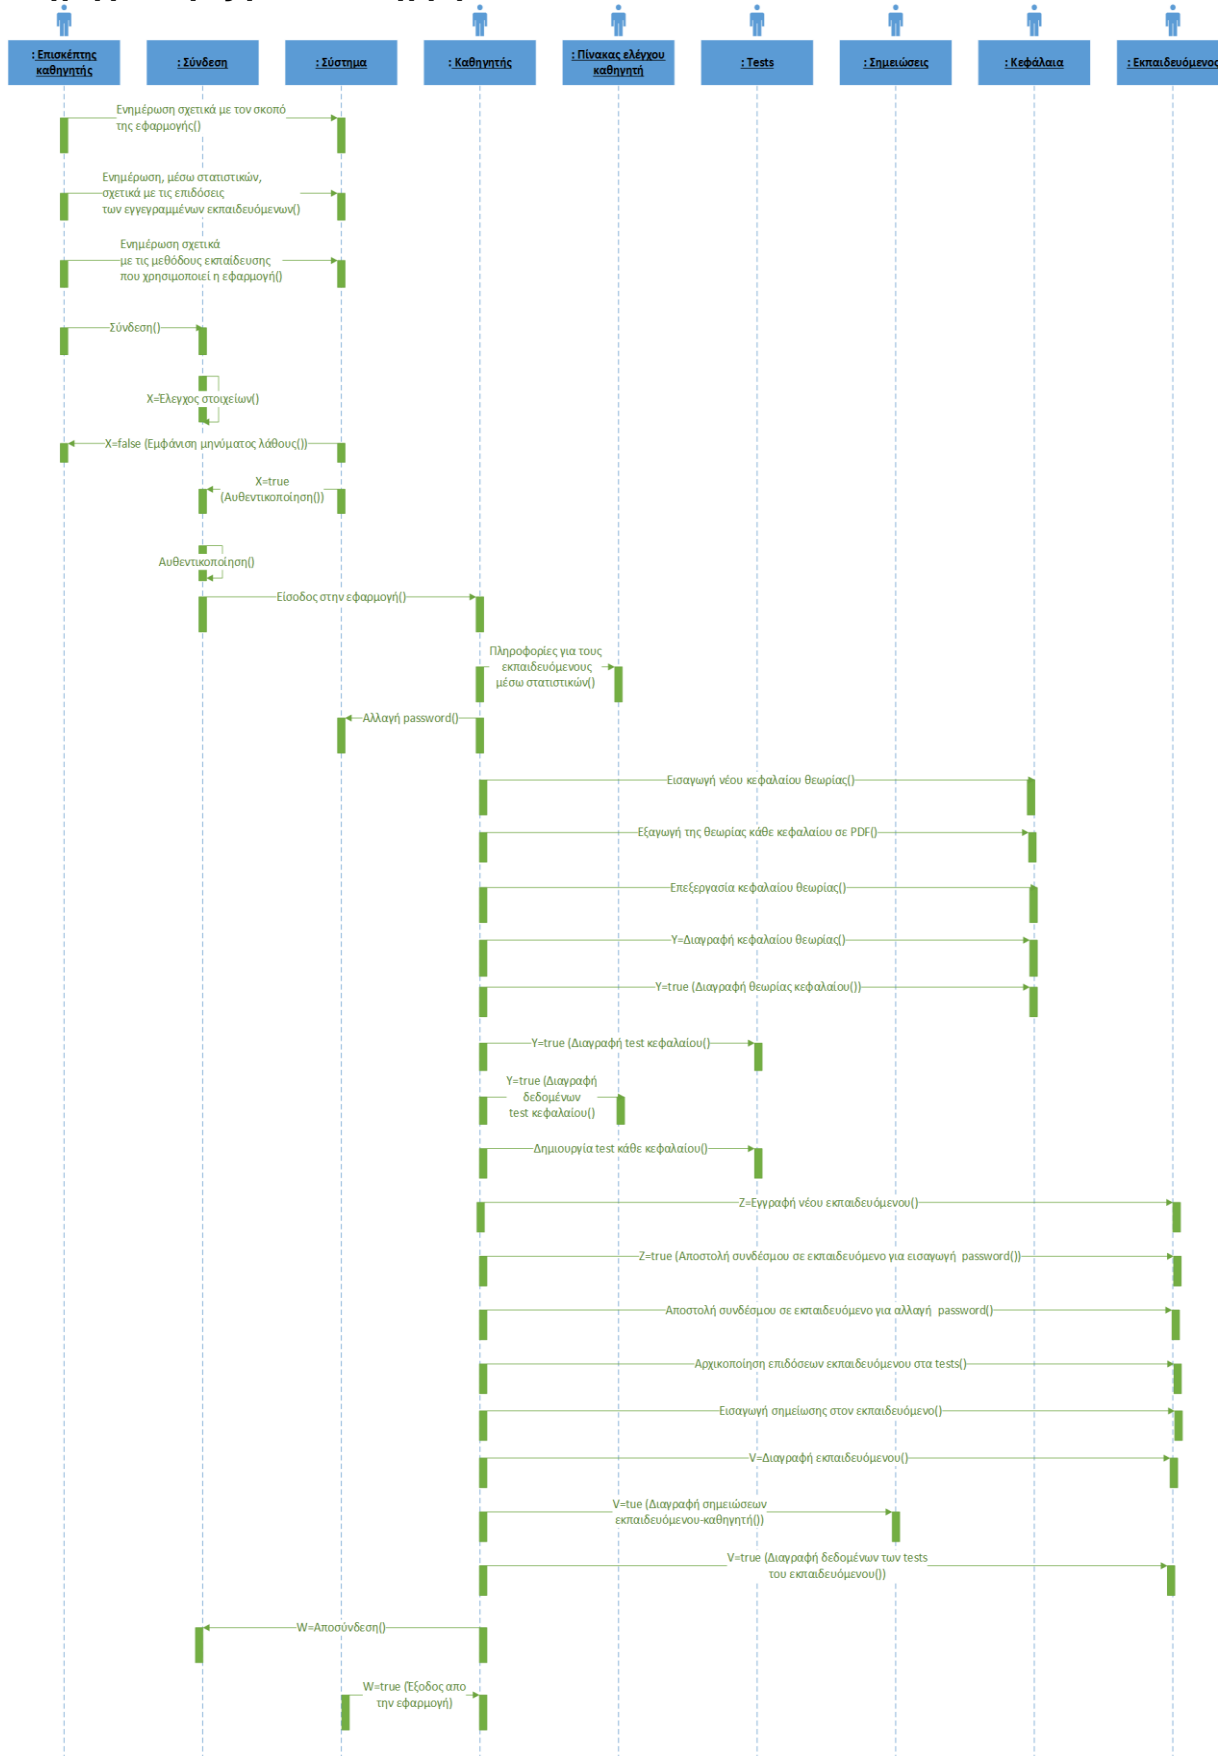 : Επισκέπτης
καθηγητής
: Σύνδεση
: Σύστημα
: Καθηγητής
: Πίνακας ελέγχου
καθηγητή
: Tests
: Σημειώσεις
: Κεφάλαια
: Εκπαιδευόμενος
Ενημέρωση σχετικά με τον σκοπό
της εφαρμογής()
Ενημέρωση, μέσω στατιστικών,
σχετικά με τις επιδόσεις
των εγγεγραμμένων εκπαιδευόμενων()
Ενημέρωση σχετικά
με τις μεθόδους εκπαίδευσης
που χρησιμοποιεί η εφαρμογή()
Σύνδεση()
X=Έλεγχος στοιχείων()
X=false (Εμφάνιση μηνύματος λάθους())
X=true
(Αυθεντικοποίηση())
Αυθεντικοποίηση()
Είσοδος στην εφαρμογή()
Πληροφορίες για τους
εκπαιδευόμενους
μέσω στατιστικών()
Αλλαγή password()
Εισαγωγή νέου κεφαλαίου θεωρίας()
Εξαγωγή της θεωρίας κάθε κεφαλαίου σε PDF()
Επεξεργασία κεφαλαίου θεωρίας()
Y=Διαγραφή κεφαλαίου θεωρίας()
Y=true (Διαγραφή θεωρίας κεφαλαίου())
Y=true (Διαγραφή test κεφαλαίου()
Y=true (Διαγραφή
δεδομένων
test κεφαλαίου()
Δημιουργία test κάθε κεφαλαίου()
Z=Εγγραφή νέου εκπαιδευόμενου()
Z=true (Αποστολή συνδέσμου σε εκπαιδευόμενο για εισαγωγή password())
Αποστολή συνδέσμου σε εκπαιδευόμενο για αλλαγή password()
Αρχικοποίηση επιδόσεων εκπαιδευόμενου στα tests()
Εισαγωγή σημείωσης στον εκπαιδευόμενο()
V=Διαγραφή εκπαιδευόμενου()
V=tue (Διαγραφή σημειώσεων
εκπαιδευόμενου-καθηγητή())
V=true (Διαγραφή δεδομένων των tests
του εκπαιδευόμενου())
W=Αποσύνδεση()
W=true (Έξοδος απο
την εφαρμογή)